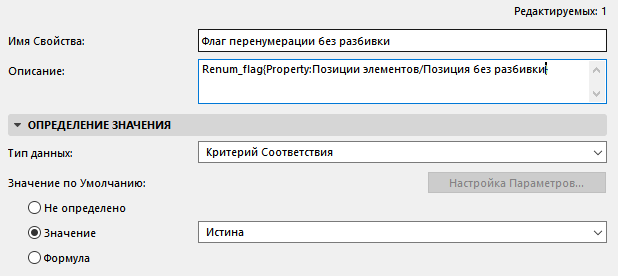 Редактируемых: 1
Имя Свойства: Флаг перенумерации без разбивки
Описание: Renum_flag{Property:Позиции элементов/Позиция без разбивки}
ОПРЕДЕЛЕНИЕ ЗНАЧЕНИЯ
Тип данных: Критерий Соответствия
Значение по Умолчанию: Настройка Параметров...
Не определено
Значение Истина
Формула